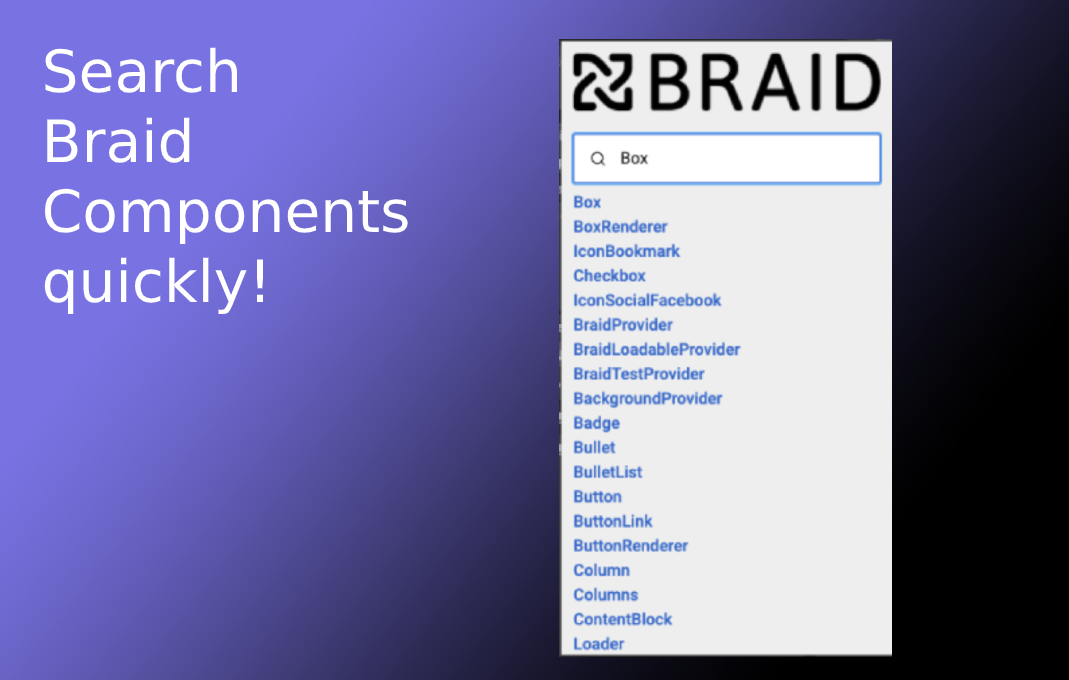 Search
Braid
Components
quickly!
BRAID
Box
Box
BoxRenderer
IconBookmark
Checkbox
IconSocialFacebook
BraidProvider
BraidLoadableProvider
BraidTestProvider
BackgroundProvider
Badge
Bullet
BulletList
Button
ButtonLink
ButtonRenderer
Column
Columns
ContentBlock
Loader